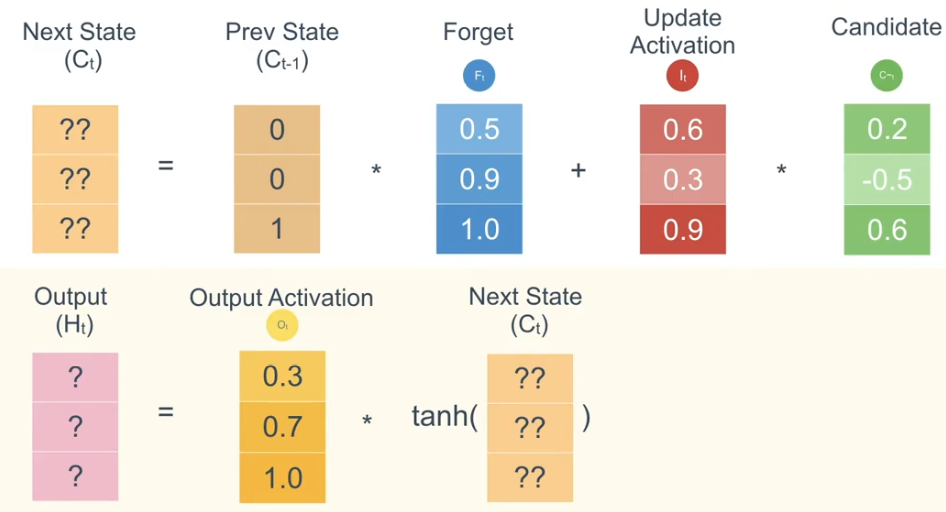 Next State
(Ct)
Prev State
(Ct-1)
Forget
Ft
Update
Activation
It
Candidate
C~t
?? = 0 * 0.5 + 0.6 * 0.2
?? 0 0.9 0.3 -0.5
?? 1 1.0 0.9 0.6
Output
(Ht)
Output Activation
Ot
Next State
(Ct)
? 0.3 ??
? = 0.7 * tanh( ?? )
? 1.0 ??